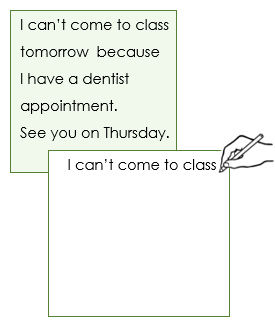 I can't come to class
tomorrow  because
I have a dentist
appointment.
See you on Thursday.
I can't come to class